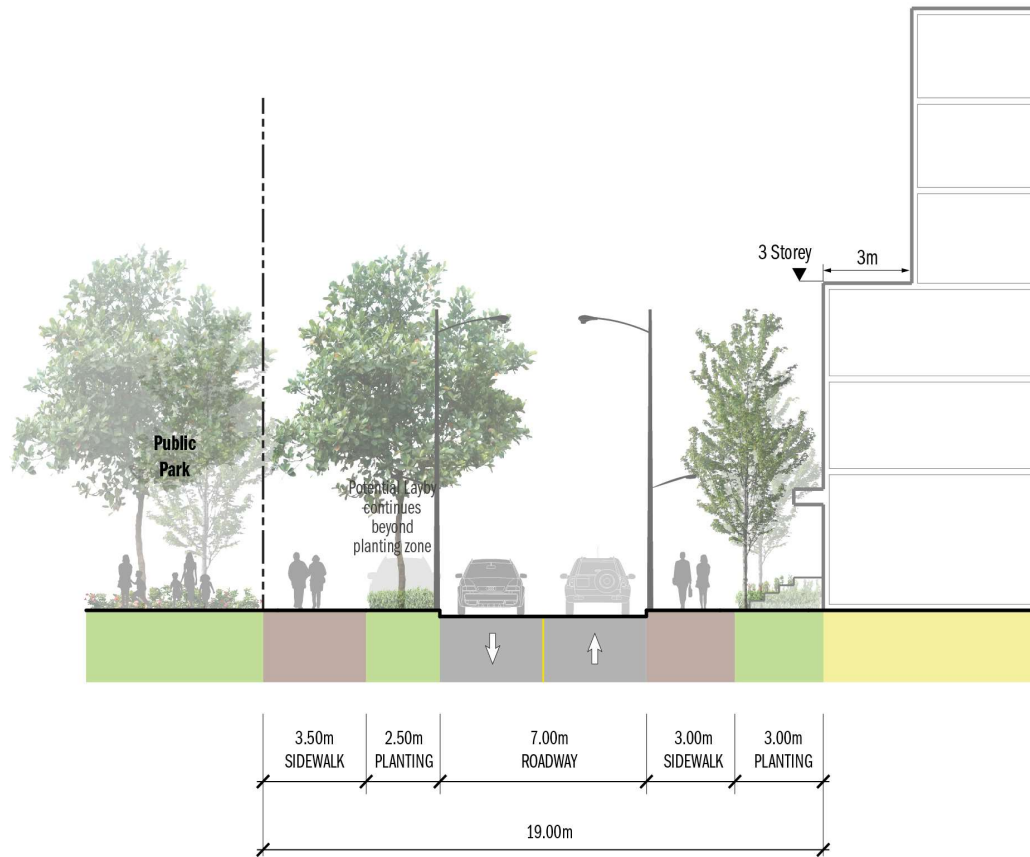 3 Storey
3m
Public
Park
Potential Layby
continues
beyond
planting zone
3.50m
SIDEWALK
2.50m
PLANTING
7.00m
ROADWAY
3.00m
SIDEWALK
3.00m
PLANTING
19.00m